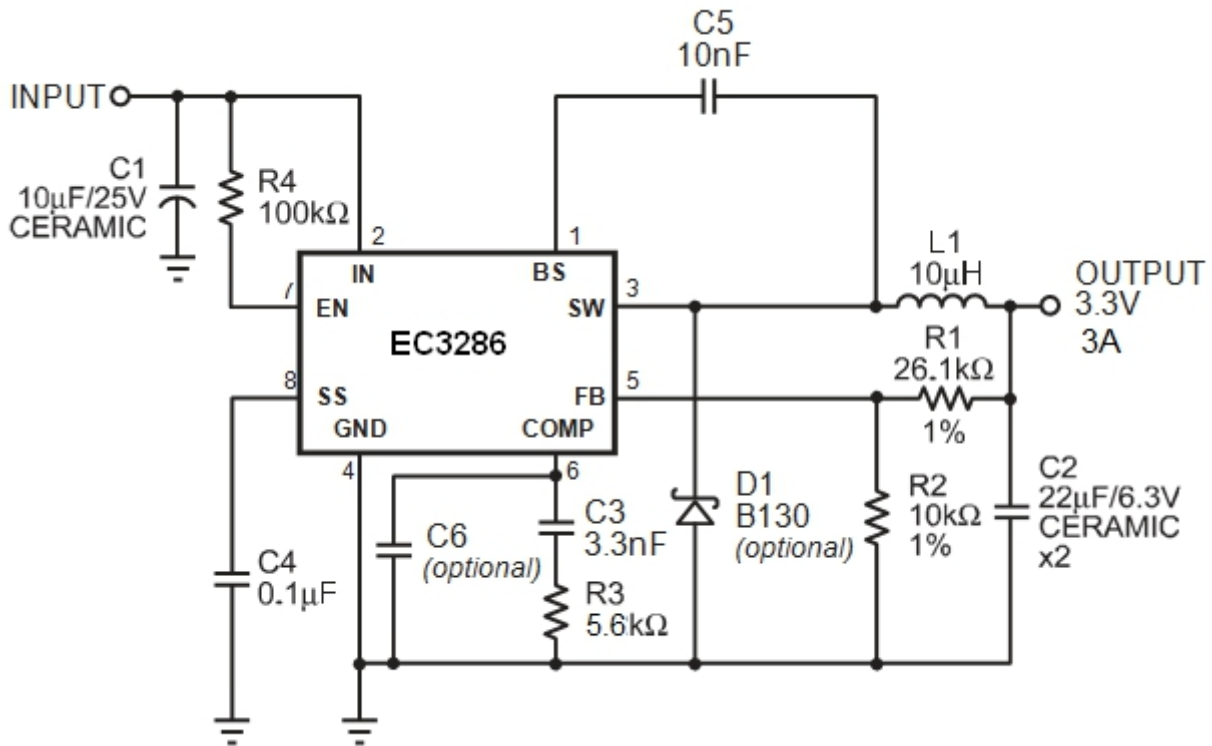 C5
10nF
INPUT
C1
10μF/25V
CERAMIC
R4
100kΩ
2
1
IN
BS
7
EN
SW
3
EC3286
L1
10μH
OUTPUT
3.3V
3A
R1
26.1kΩ
1%
8
SS
FB
5
GND
COMP
4
6
C4
0.1μF
C6
(optional)
C3
3.3nF
R3
5.6kΩ
D1
B130
(optional)
R2
10kΩ
1%
C2
22μF/6.3V
CERAMIC
x2